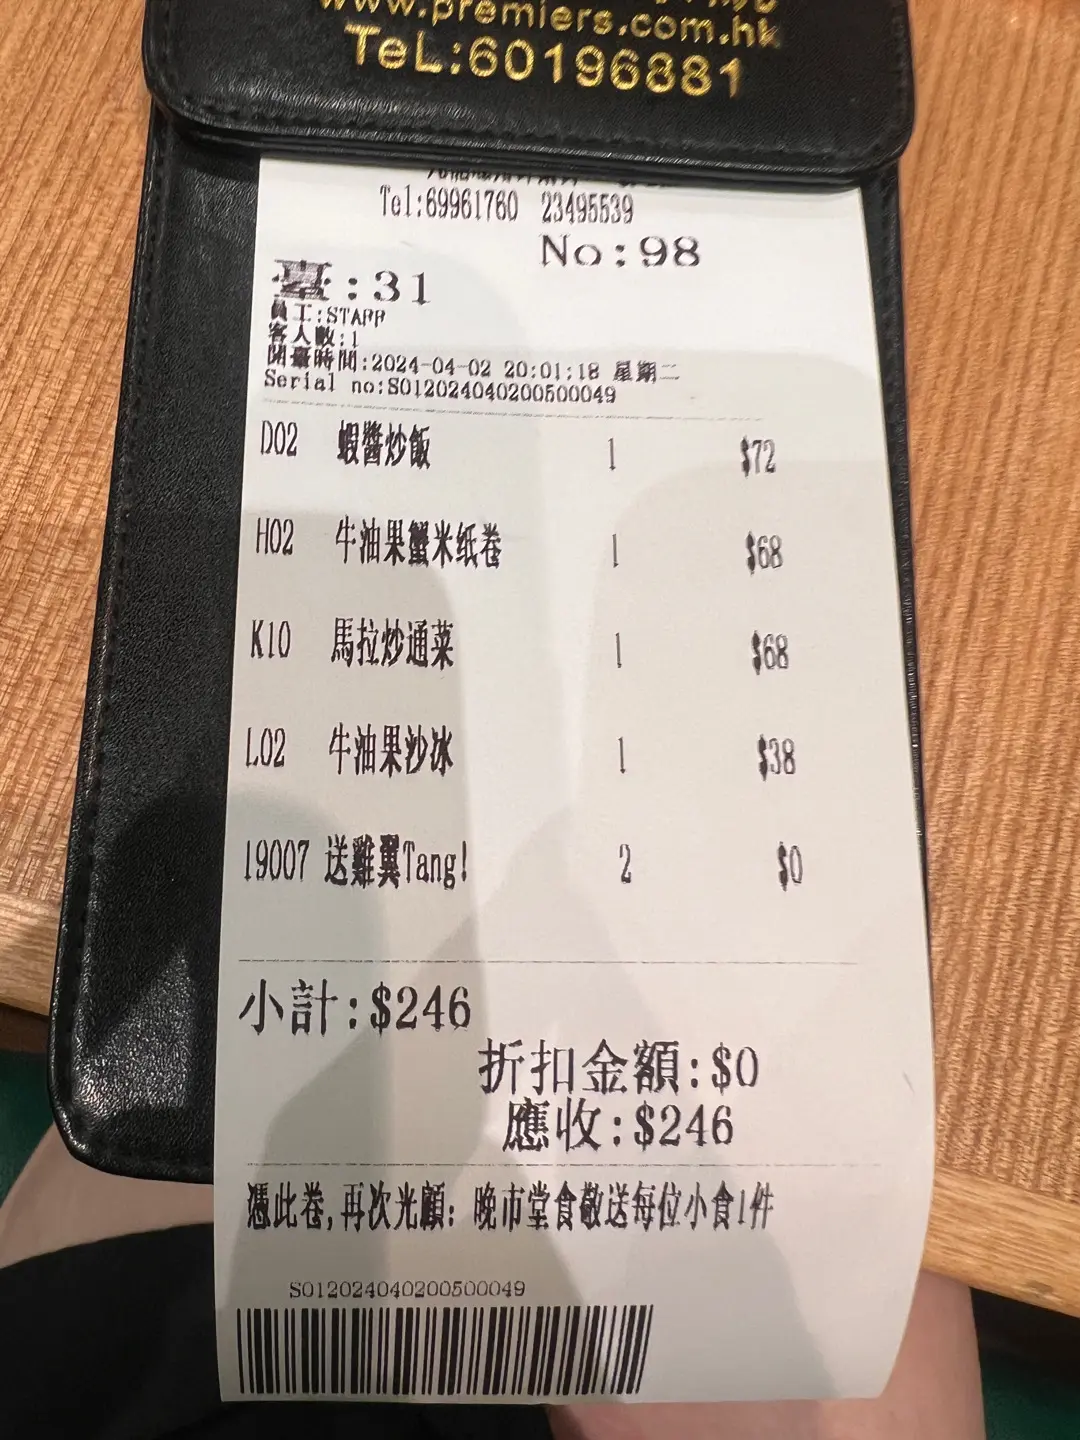 www.premiers.com.hk
TeL:60196881
Tel:69961760 23495539
No:98
臺:31
員工:STAFF
客人數:1
開臺時間:2024-04-02 20:01:18 星期二
Serial no:S012024040200500049
D02 蝦醬炒飯 1 $72
H02 牛油果蟹米纸卷 1 $68
K10 馬拉炒通菜 1 $68
L02 牛油果沙冰 1 $38
19007 送雞翼Tang! 2 $0
小計:$246
折扣金額:$0
應收:$246
憑此卷,再次光顧: 晚市堂食敬送每位小食1件
S012024040200500049